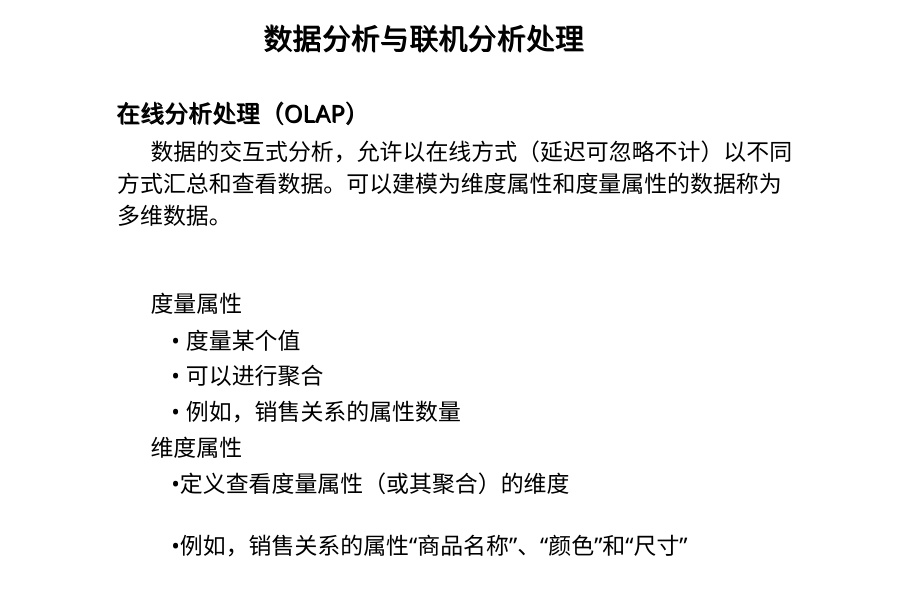 数据分析与联机分析处理
在线分析处理（OLAP）
数据的交互式分析，允许以在线方式（延迟可忽略不计）以不同
方式汇总和查看数据。可以建模为维度属性和度量属性的数据称为
多维数据。
度量属性
• 度量某个值
• 可以进行聚合
• 例如，销售关系的属性数量
维度属性
•定义查看度量属性（或其聚合）的维度
•例如，销售关系的属性“商品名称”、“颜色”和“尺寸”